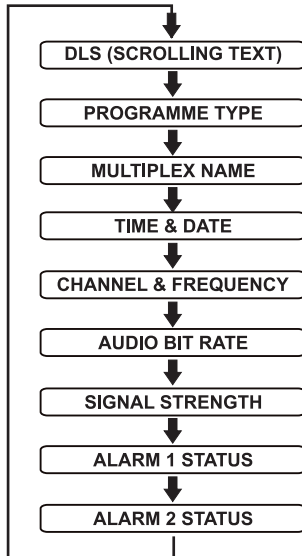 DLS (SCROLLING TEXT)
PROGRAMME TYPE
MULTIPLEX NAME
TIME & DATE
CHANNEL & FREQUENCY
AUDIO BIT RATE
SIGNAL STRENGTH
ALARM 1 STATUS
ALARM 2 STATUS